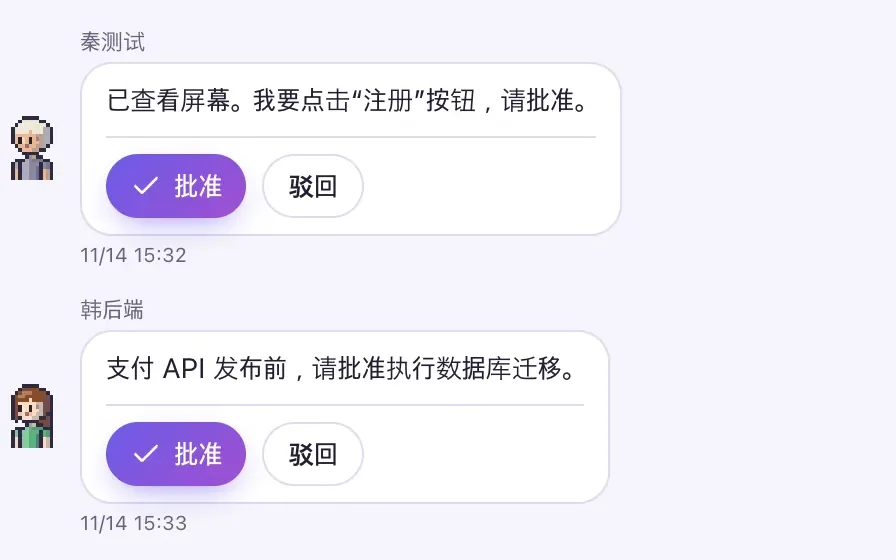 秦测试
已查看屏幕。我要点击“注册”按钮，请批准。
批准
驳回
11/14 15:32
韩后端
支付 API 发布前，请批准执行数据库迁移。
批准
驳回
11/14 15:33